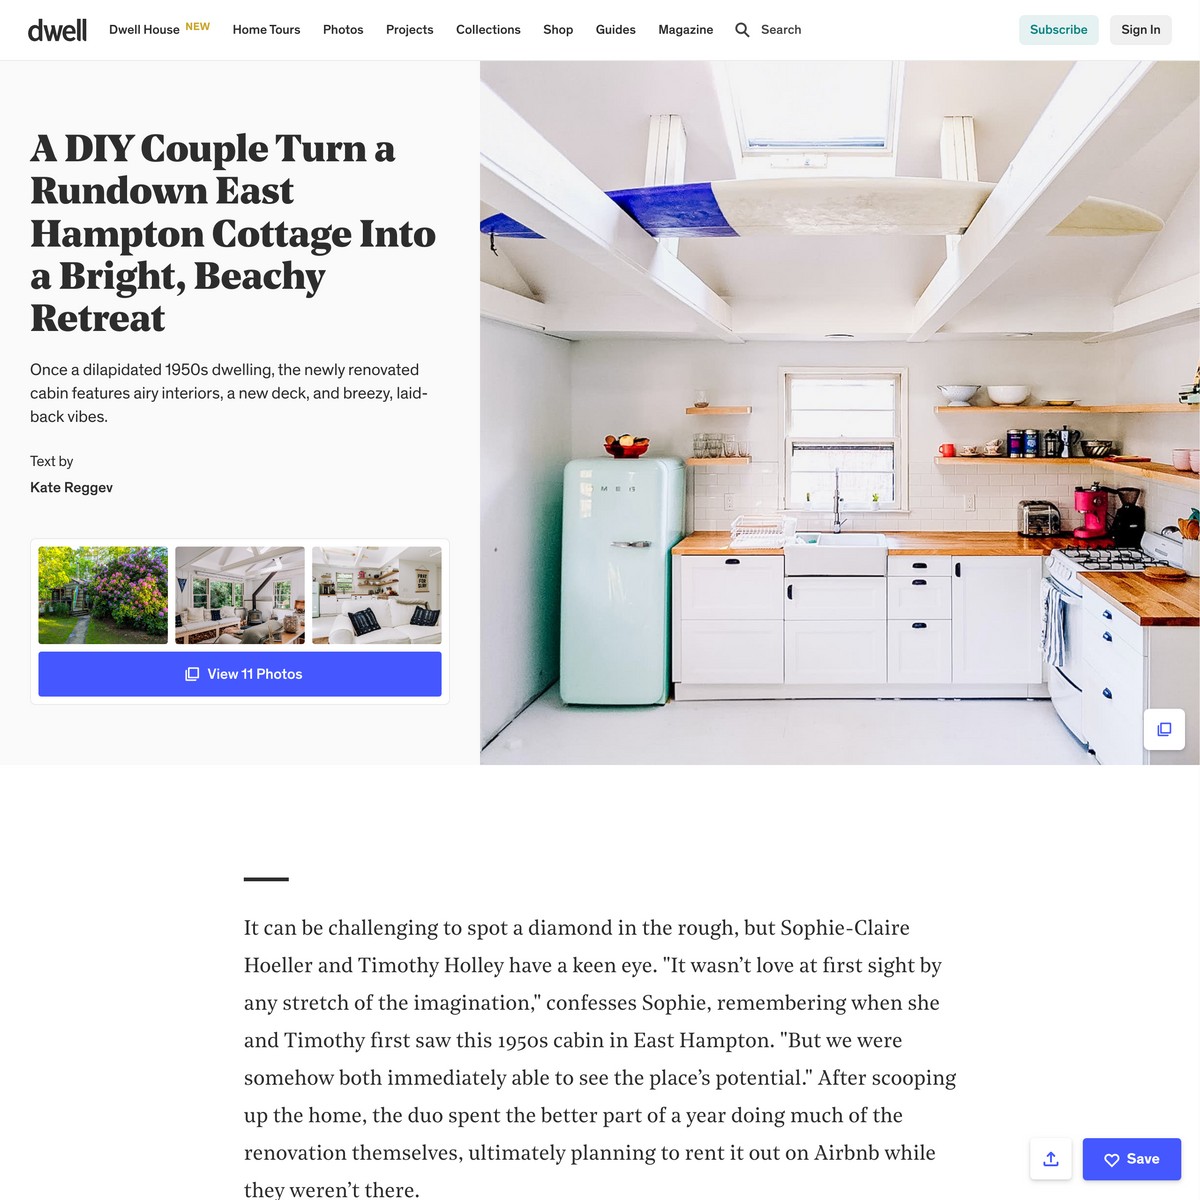 dwell
Dwell House NEW
Home Tours
Photos
Projects
Collections
Shop
Guides
Magazine
Search
Subscribe
Sign In
A DIY Couple Turn a
Rundown East
Hampton Cottage Into
a Bright, Beachy
Retreat
Once a dilapidated 1950s dwelling, the newly renovated
cabin features airy interiors, a new deck, and breezy, laid-
back vibes.
Text by
Kate Reggev
View 11 Photos
It can be challenging to spot a diamond in the rough, but Sophie-Claire
Hoeller and Timothy Holley have a keen eye. "It wasn’t love at first sight by
any stretch of the imagination," confesses Sophie, remembering when she
and Timothy first saw this 1950s cabin in East Hampton. "But we were
somehow both immediately able to see the place’s potential." After scooping
up the home, the duo spent the better part of a year doing much of the
renovation themselves, ultimately planning to rent it out on Airbnb while
they weren’t there.
Save